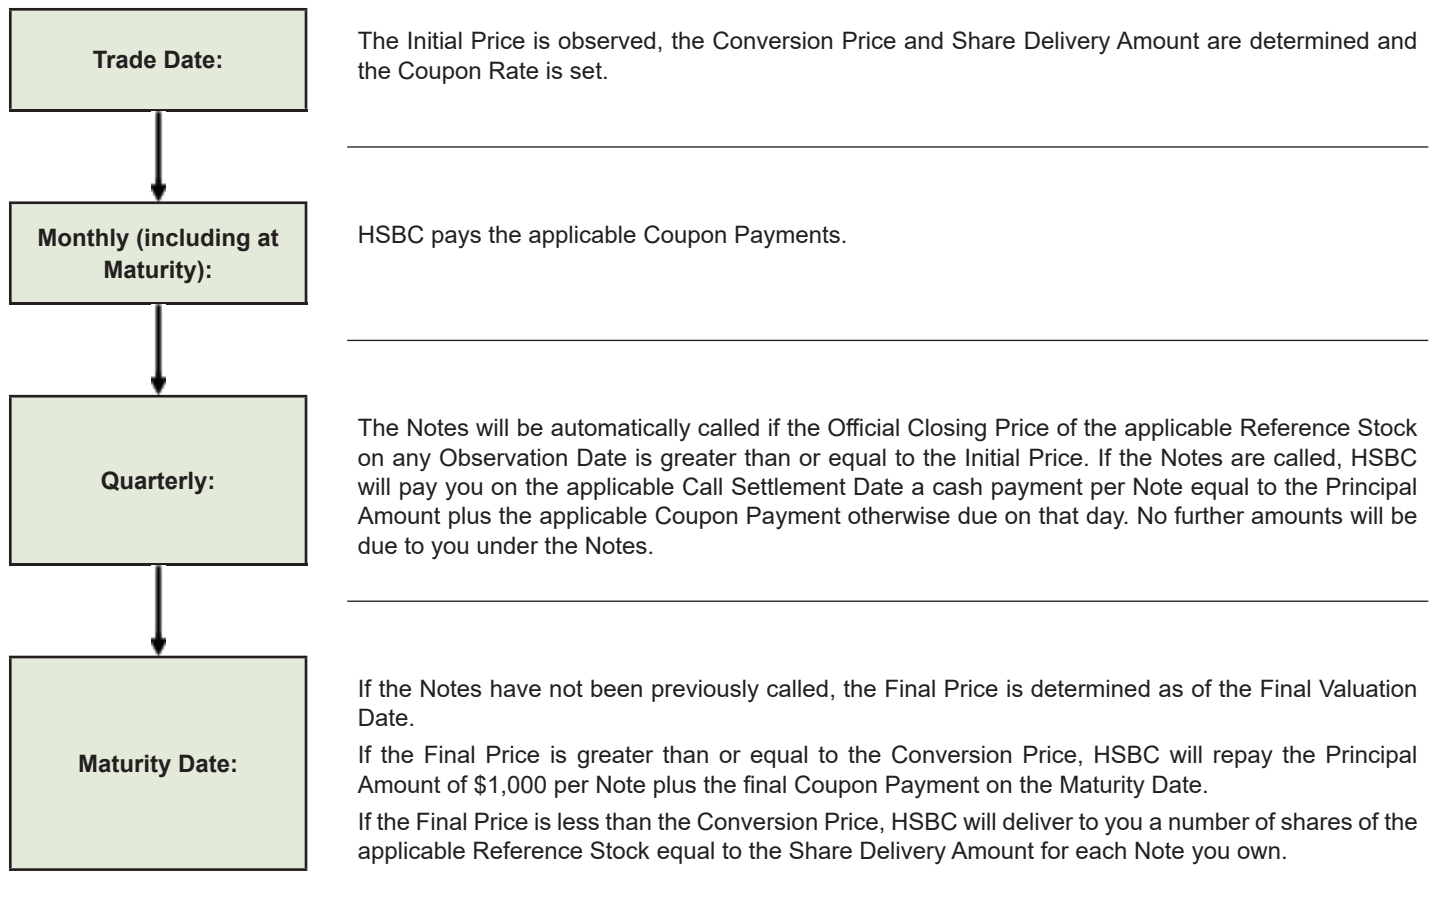 Trade Date:
The Initial Price is observed, the Conversion Price and Share Delivery Amount are determined and
the Coupon Rate is set.
Monthly (including at
Maturity):
HSBC pays the applicable Coupon Payments.
Quarterly:
The Notes will be automatically called if the Official Closing Price of the applicable Reference Stock
on any Observation Date is greater than or equal to the Initial Price. If the Notes are called, HSBC
will pay you on the applicable Call Settlement Date a cash payment per Note equal to the Principal
Amount plus the applicable Coupon Payment otherwise due on that day. No further amounts will be
due to you under the Notes.
Maturity Date:
If the Notes have not been previously called, the Final Price is determined as of the Final Valuation
Date.
If the Final Price is greater than or equal to the Conversion Price, HSBC will repay the Principal
Amount of $1,000 per Note plus the final Coupon Payment on the Maturity Date.
If the Final Price is less than the Conversion Price, HSBC will deliver to you a number of shares of the
applicable Reference Stock equal to the Share Delivery Amount for each Note you own.